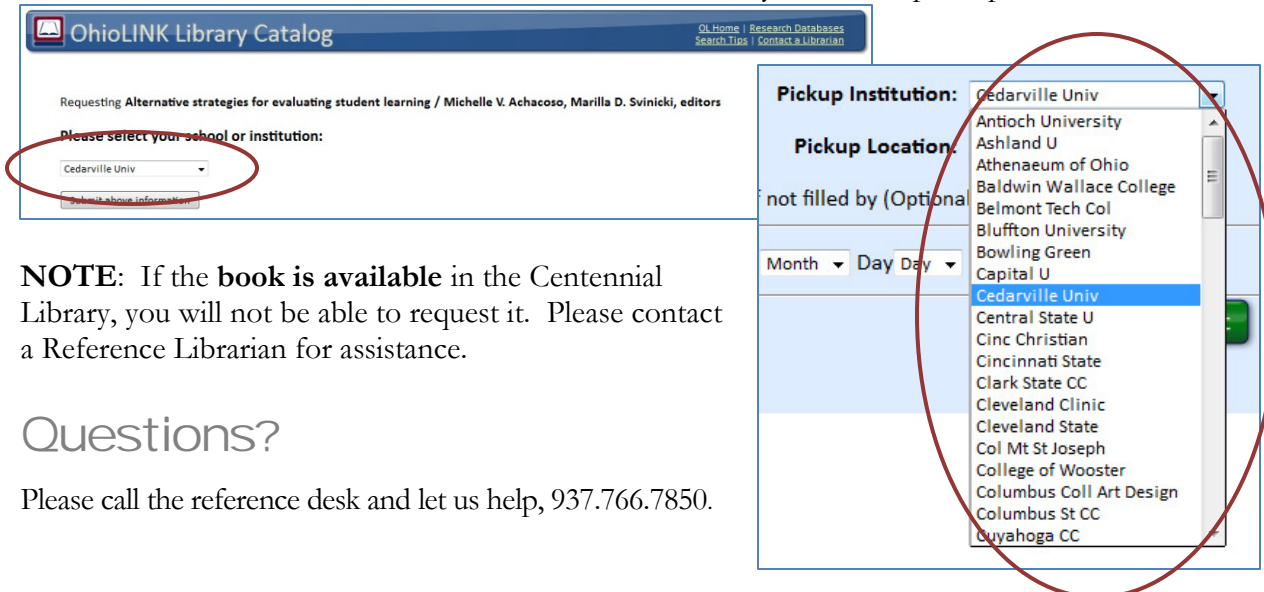 OhioLINK Library Catalog
OL Home | Research Databases
Search Tips | Contact a Librarian
Requesting Alternative strategies for evaluating student learning / Michelle V. Achacoso, Marilla D. Svinicki, editors
Please select your school or institution:
Cedarville Univ
Submit above information
NOTE: If the book is available in the Centennial
Library, you will not be able to request it. Please contact
a Reference Librarian for assistance.
Questions?
Please call the reference desk and let us help, 937.766.7850.
Pickup Institution: Cedarville Univ
Pickup Location:
not filled by (Optional
Month Day Day
Antioch University
Ashland U
Athenaeum of Ohio
Baldwin Wallace College
Belmont Tech Col
Bluffton University
Bowling Green
Capital U
Cedarville Univ
Central State U
Cinc Christian
Cincinnati State
Clark State CC
Cleveland Clinic
Cleveland State
Col Mt St Joseph
College of Wooster
Columbus Coll Art Design
Columbus St CC
Cuyahoga CC